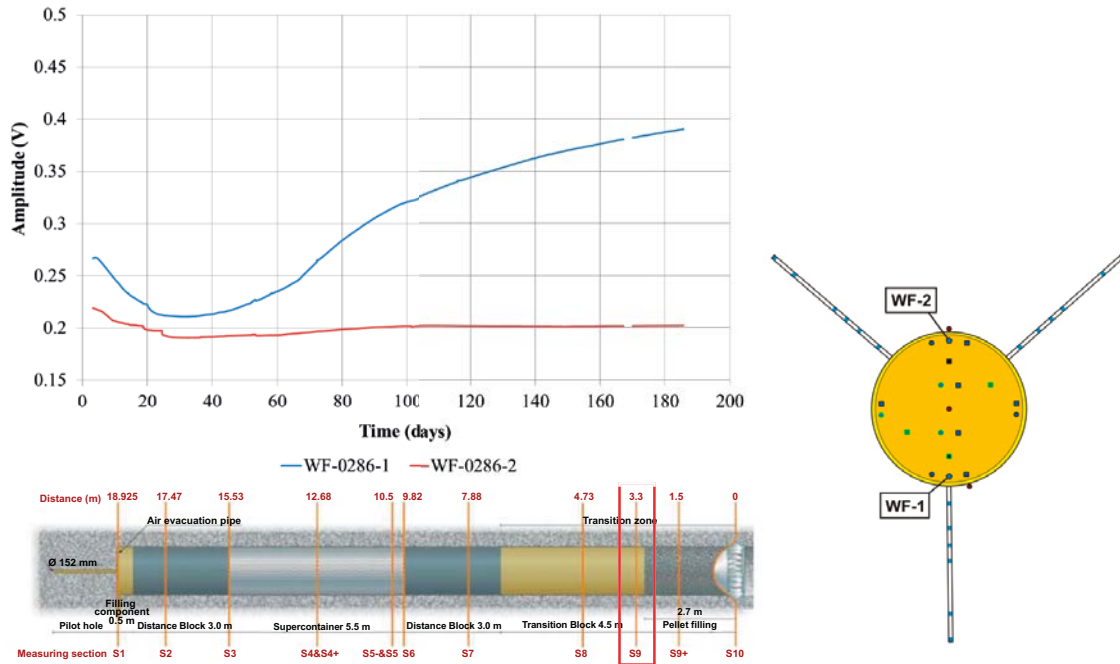 0.5
0.45
0.4
0.35
0.3
0.25
0.2
0.15
Amplitude (V)
0 20 40 60 80 100 120 140 160 180 200
Time (days)
WF-0286-1 WF-0286-2
WF-2
WF-1
Distance (m) 18.925 17.47 15.53 12.68 10.5 9.82 7.88 4.73 3.3 1.5 0
Air evacuation pipe
Transition zone
Ø 152 mm
Filling
component
0.5 m
2.7 m
Pilot hole Distance Block 3.0 m Supercontainer 5.5 m Distance Block 3.0 m Transition Block 4.5 m Pellet filling
Measuring section S1 S2 S3 S4&S4+ S5-&S5 S6 S7 S8 S9 S9+ S10